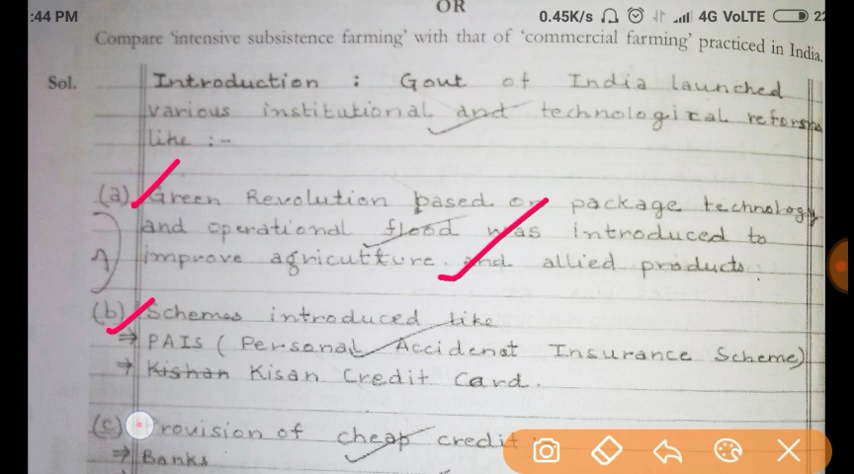 :44 PM 0.45K/s 4G VoLTE 22
OR
Compare 'intensive subsistence farming' with that of 'commercial farming' practiced in India.
Sol. Introduction : Govt of India launched
various institutional and technological reforms
like :-
(a) Green Revolution based on package technology
and operational flood was introduced to
improve agricutture and allied products.
(b) Schemes introduced like
⇒ PAIS ( Personal Accidenst Insurance Scheme)
→ Kishan Kisan Credit Card.
(c) Provision of cheap credit
⇒ Banks